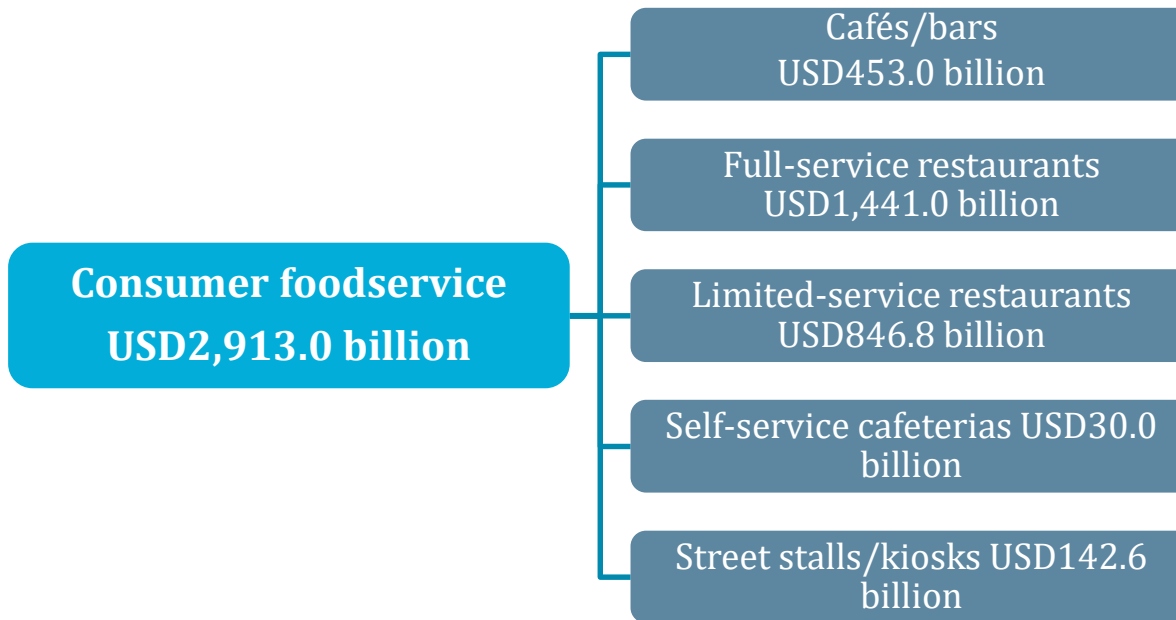 Cafés/bars
USD453.0 billion
Full-service restaurants
USD1,441.0 billion
Consumer foodservice
USD2,913.0 billion
Limited-service restaurants
USD846.8 billion
Self-service cafeterias USD30.0
billion
Street stalls/kiosks USD142.6
billion